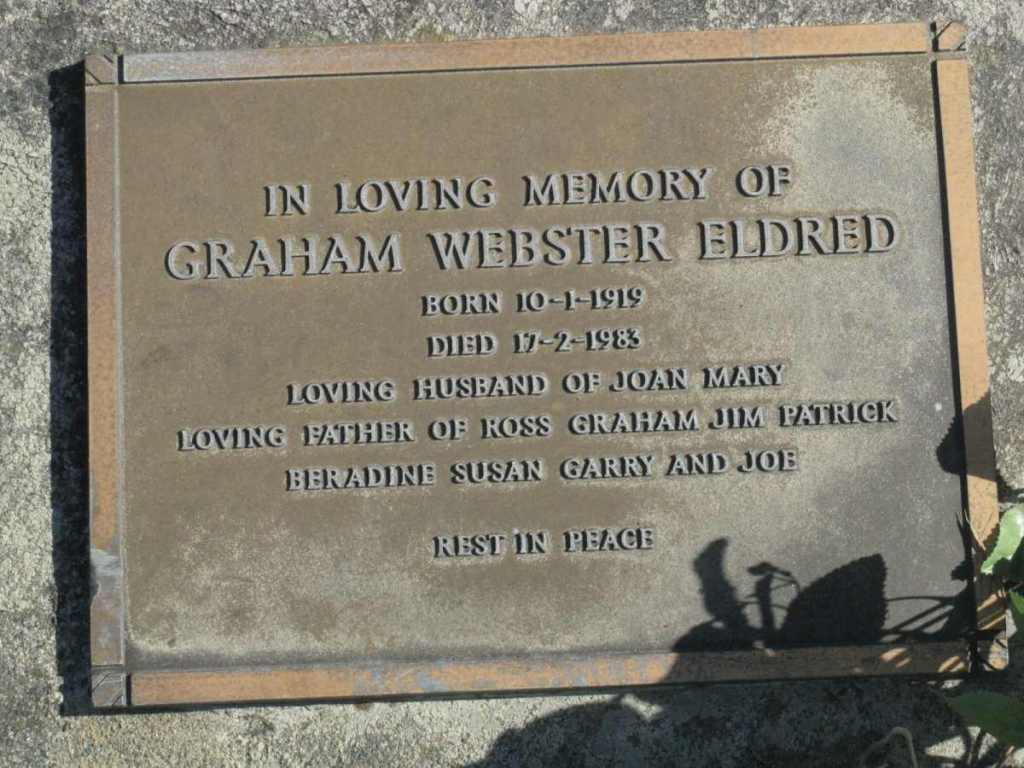 IN LOVING MEMORY OF
GRAHAM WEBSTER ELDRED
BORN 10-1-1919
DIED 17-2-1983
LOVING HUSBAND OF JOAN MARY
LOVING FATHER OF ROSS GRAHAM JIM PATRICK
BERADINE SUSAN GARRY AND JOE
REST IN PEACE